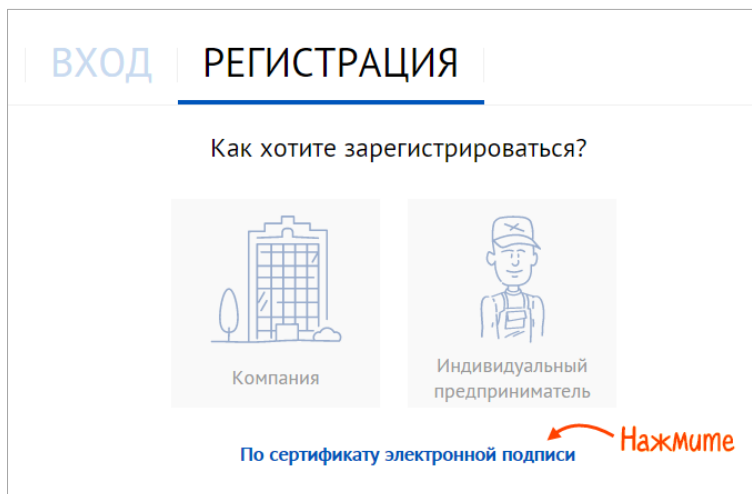 ВХОД
РЕГИСТРАЦИЯ
Как хотите зарегистрироваться?
Компания
Индивидуальный
предприниматель
По сертификату электронной подписи
Нажмите